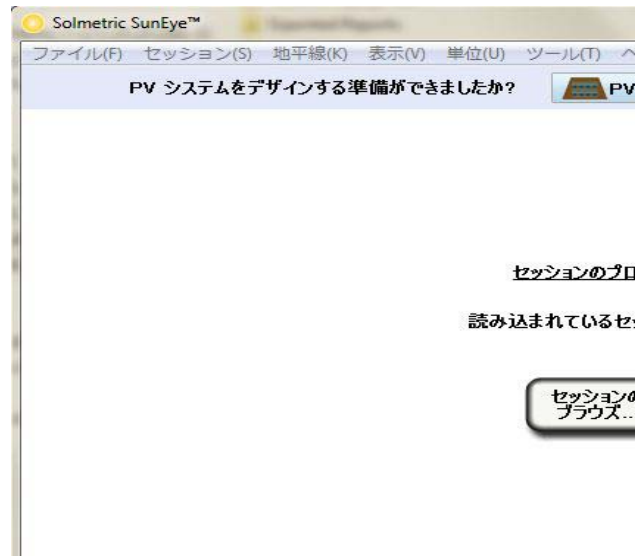 Solmetric SunEye™
ファイル(F) セッション(S) 地平線(K) 表示(V) 単位(U) ツール(T) ヘ
PV システムをデザインする準備ができましたか? PV
セッションのプロ
読み込まれているセッ
セッションの
ブラウズ...